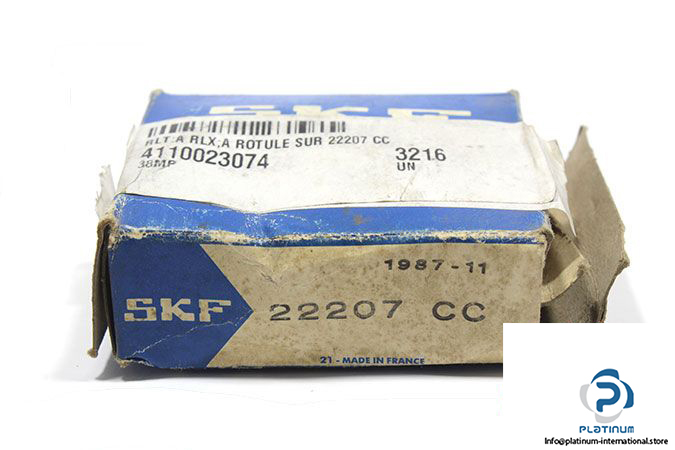 SKF
RLT;A RLX;A ROTULE SUR 22207 CC
4110023074 3216
38MP UN
1987-11
SKF 22207 CC
21 - MADE IN FRANCE
PLATINUM
Info@platinum-international.store